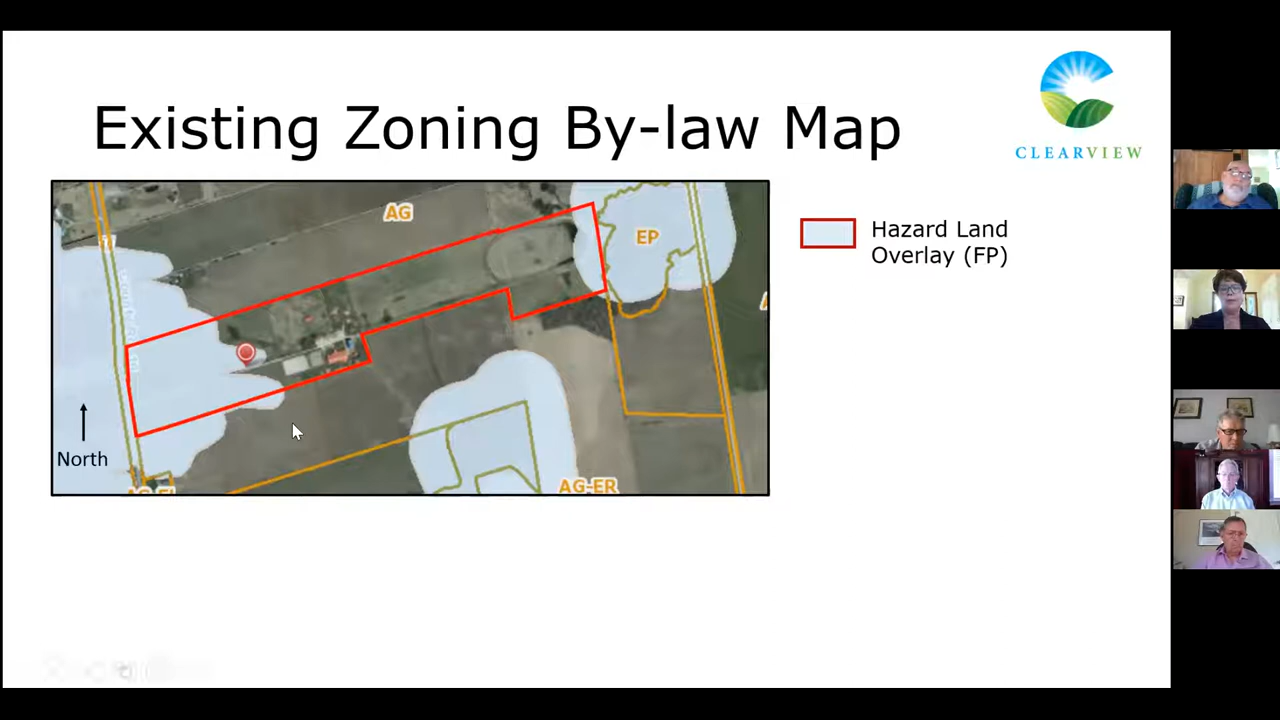 Existing Zoning By-law Map
CLEARVIEW
AG
EP
Hazard Land
Overlay (FP)
North
AG-ER